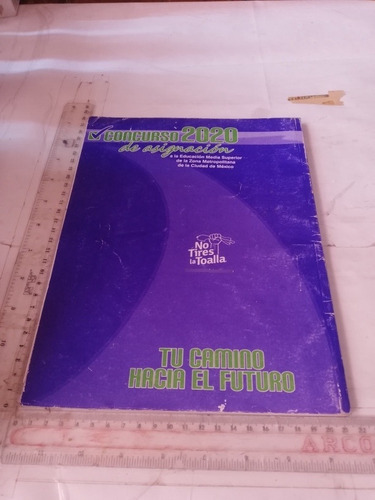 CONCURSO 2020
de asignación
a la Educación Media Superior
de la Zona Metropolitana
de la Ciudad de México
No
Tires
la Toalla
TU CAMINO
HACIA EL FUTURO
ARCO